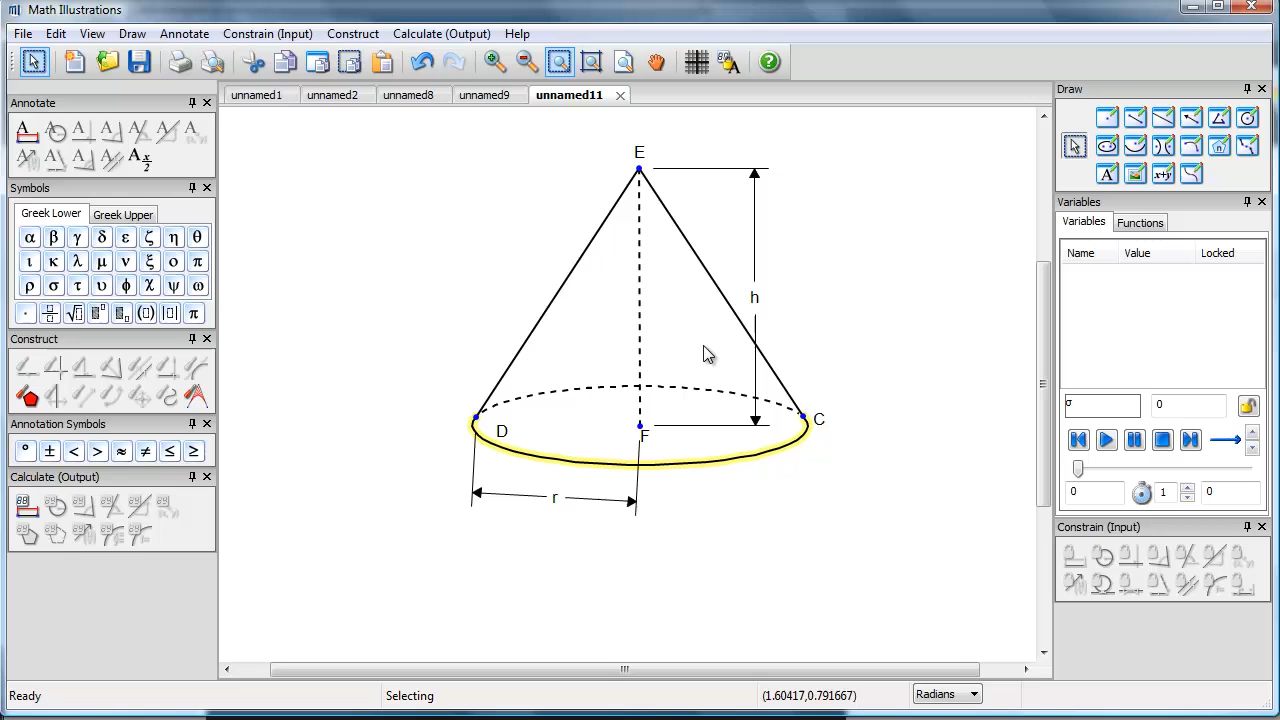 Math Illustrations
File Edit View Draw Annotate Constrain (Input) Construct Calculate (Output) Help
unnamed1 unnamed2 unnamed8 unnamed9 unnamed11
Annotate
Symbols
Greek Lower Greek Upper
α β γ δ ε ζ η θ
ι κ λ μ ν ξ ο π
ρ σ τ υ ϕ χ ψ ω
π
Construct
Annotation Symbols
° ± < > ≈ ≠ ≤ ≥
Calculate (Output)
E
h
D
F
C
r
Draw
Variables
Variables Functions
Name Value Locked
σ 0
0 1 0
Constrain (Input)
Ready Selecting (1.60417,0.791667) Radians